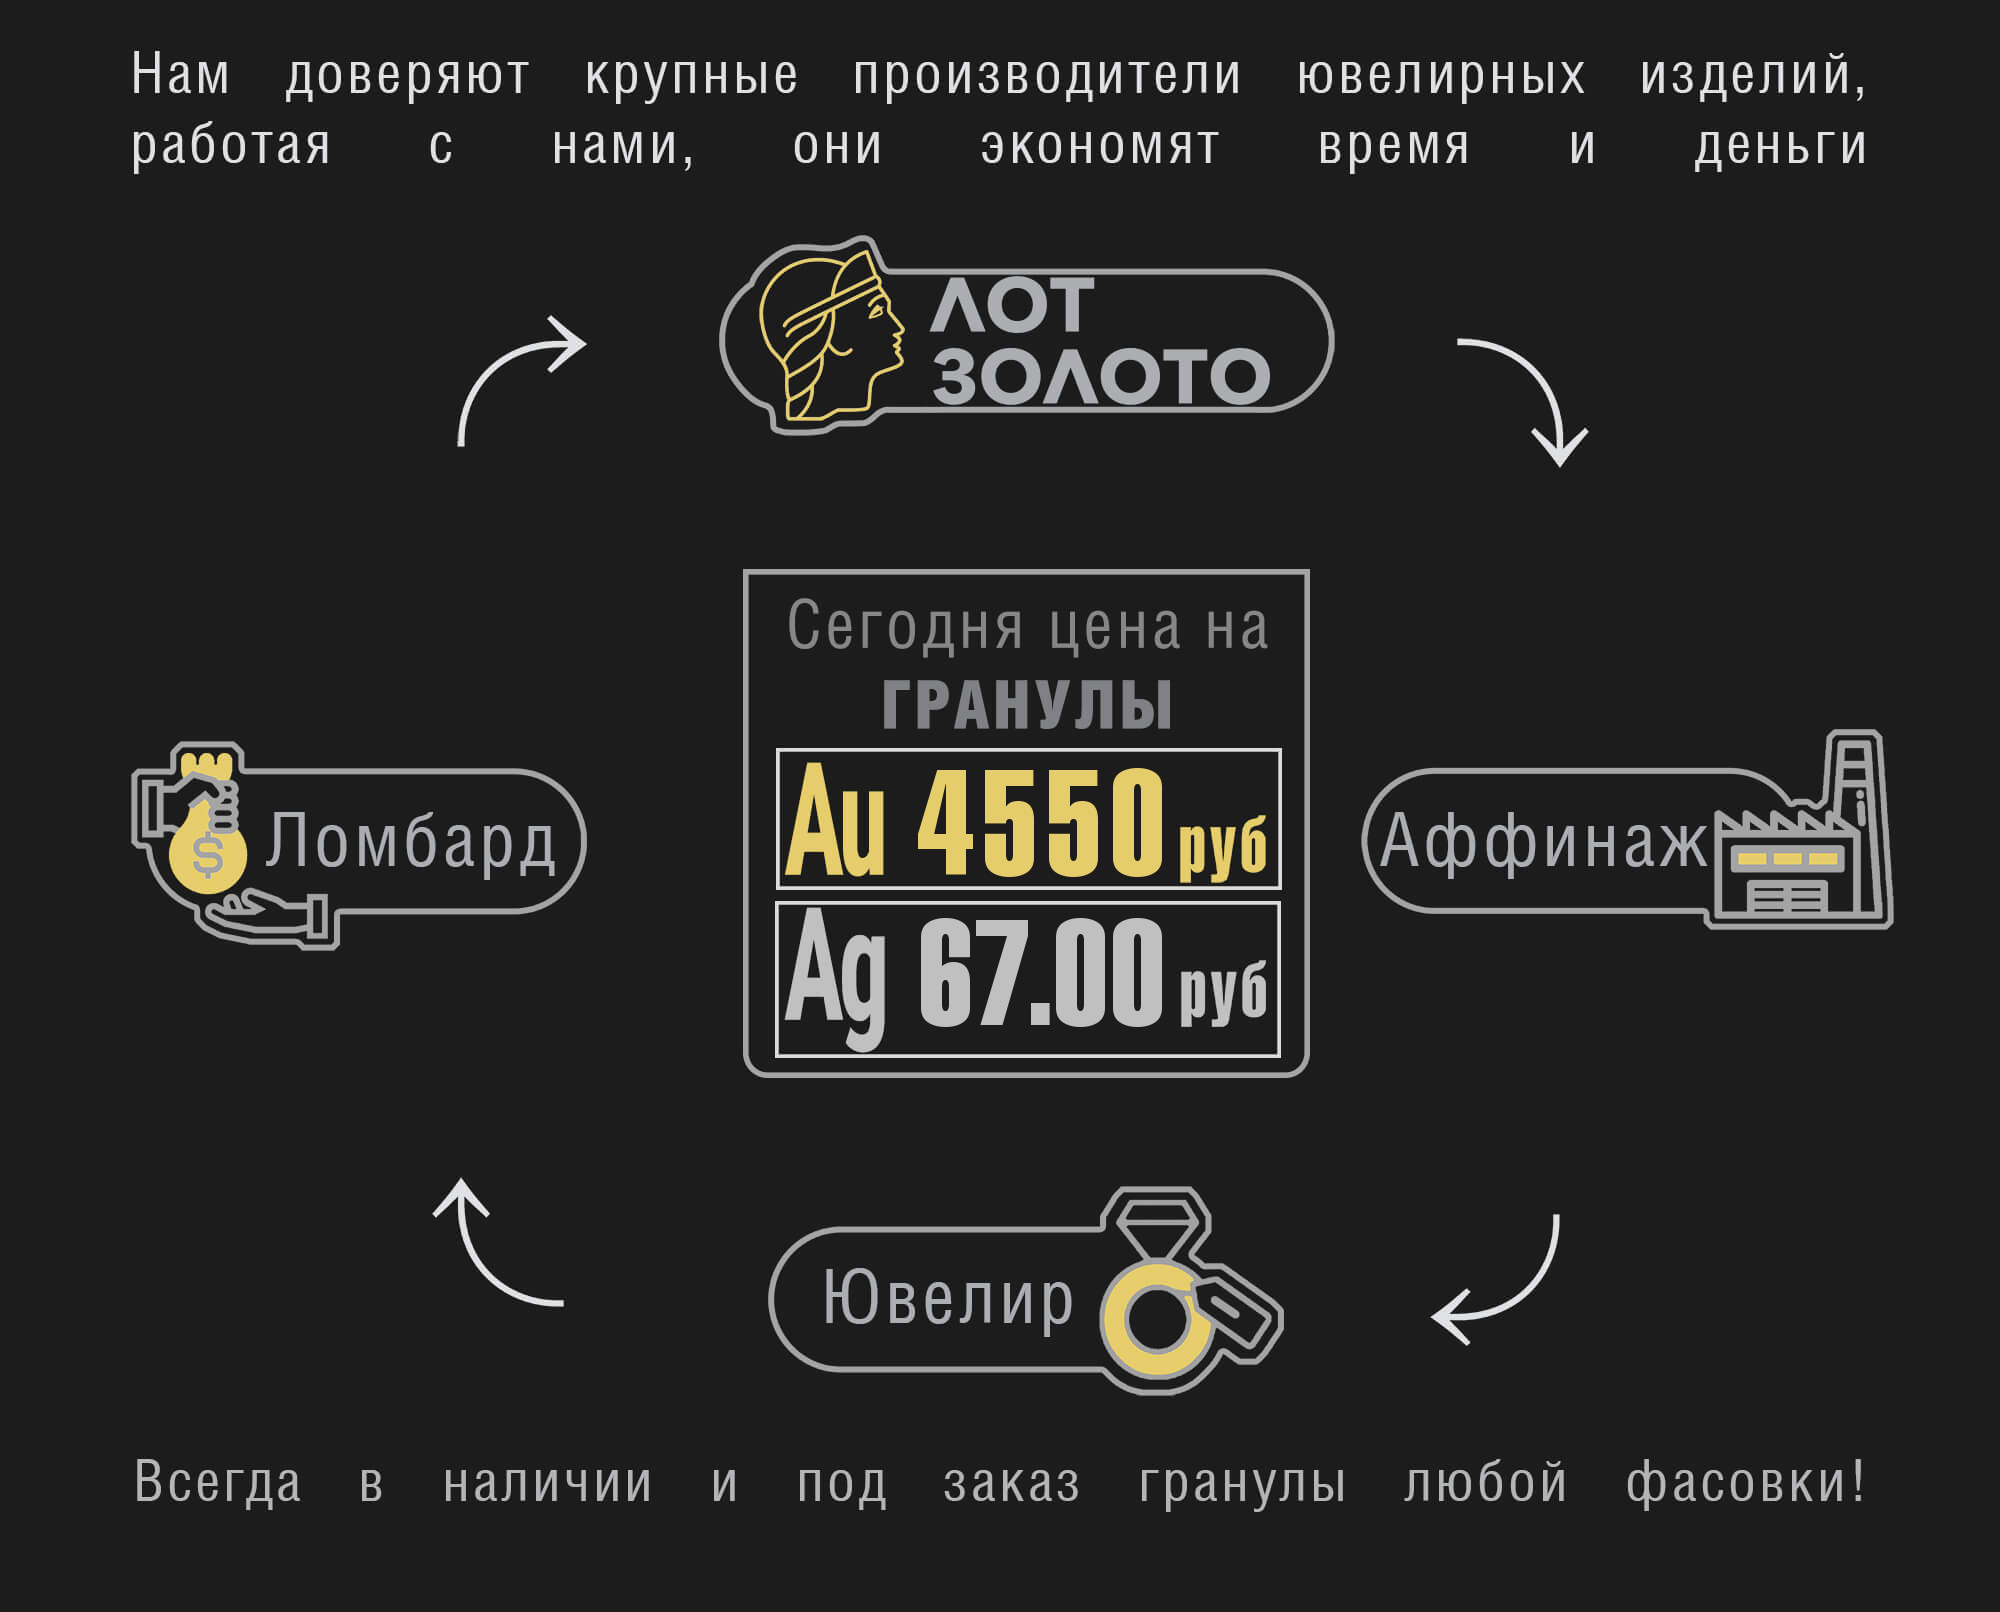 Нам доверяют крупные производители ювелирных изделий,
работая с нами, они экономят время и деньги
ЛОТ
ЗОЛОТО
Сегодня цена на
ГРАНУЛЫ
Au 4550 руб
Ag 67.00 руб
$ Ломбард
Аффинаж
Ювелир
Всегда в наличии и под заказ гранулы любой фасовки!